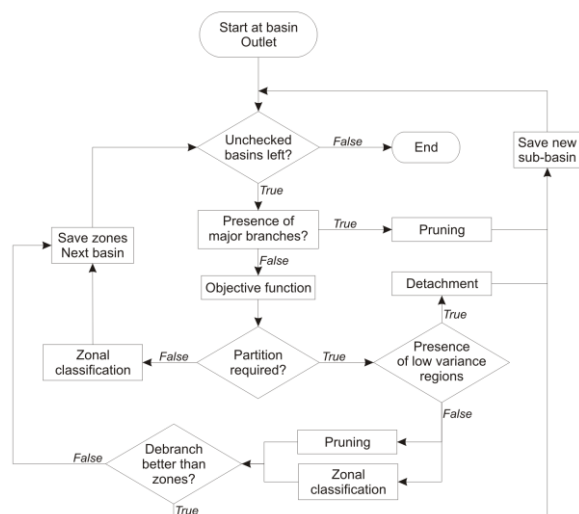 Start at basin
Outlet
Unchecked
basins left?
False
End
Save new
sub-basin
True
Presence of
major branches?
True
Pruning
Save zones
Next basin
False
Objective function
Detachment
True
Zonal
classification
False
Partition
required?
True
Presence
of low variance
regions
False
Pruning
Debranch
better than
zones?
False
Zonal
classification
True